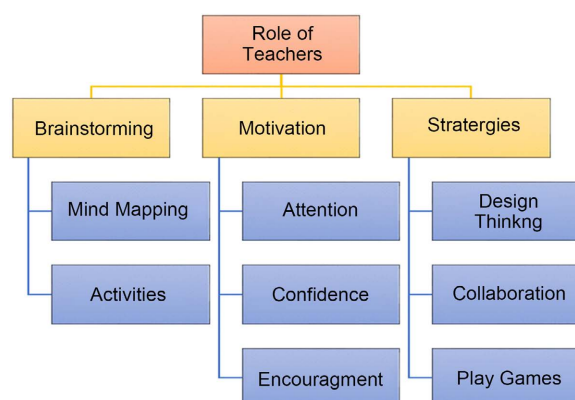 Role of
Teachers
Brainstorming
Motivation
Stratergies
Mind Mapping
Attention
Design
Thinkng
Activities
Confidence
Collaboration
Encouragment
Play Games